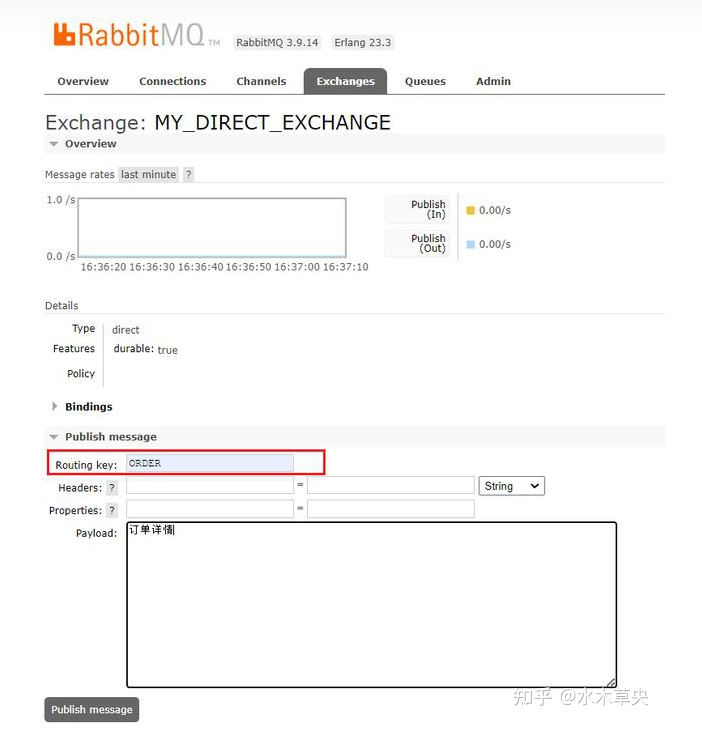 RabbitMQ TM RabbitMQ 3.9.14 Erlang 23.3
Overview Connections Channels Exchanges Queues Admin
Exchange: MY_DIRECT_EXCHANGE
Overview
Message rates last minute ?
1.0 /s
0.0 /s
16:36:20 16:36:30 16:36:40 16:36:50 16:37:00 16:37:10
Publish
(In)
0.00/s
Publish
(Out)
0.00/s
Details
Type direct
Features durable: true
Policy
Bindings
Publish message
Routing key: ORDER
Headers: ? = String
Properties: ? =
Payload: 订单详情
知乎 @水木草央
Publish message